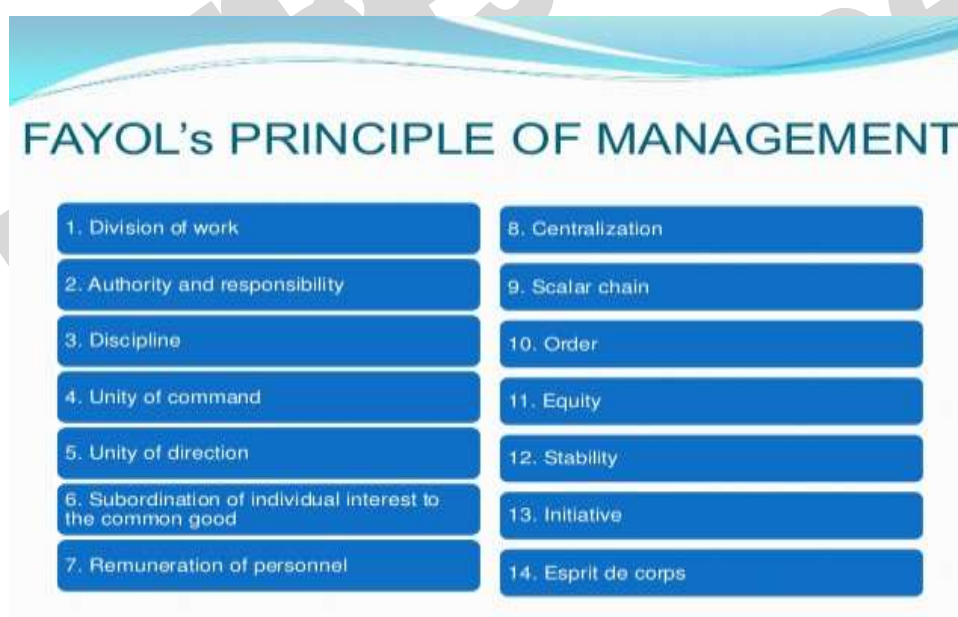 FAYOL's PRINCIPLE OF MANAGEMENT
1. Division of work
2. Authority and responsibility
3. Discipline
4. Unity of command
5. Unity of direction
6. Subordination of individual interest to
the common good
7. Remuneration of personnel
8. Centralization
9. Scalar chain
10. Order
11. Equity
12. Stability
13. Initiative
14. Esprit de corps